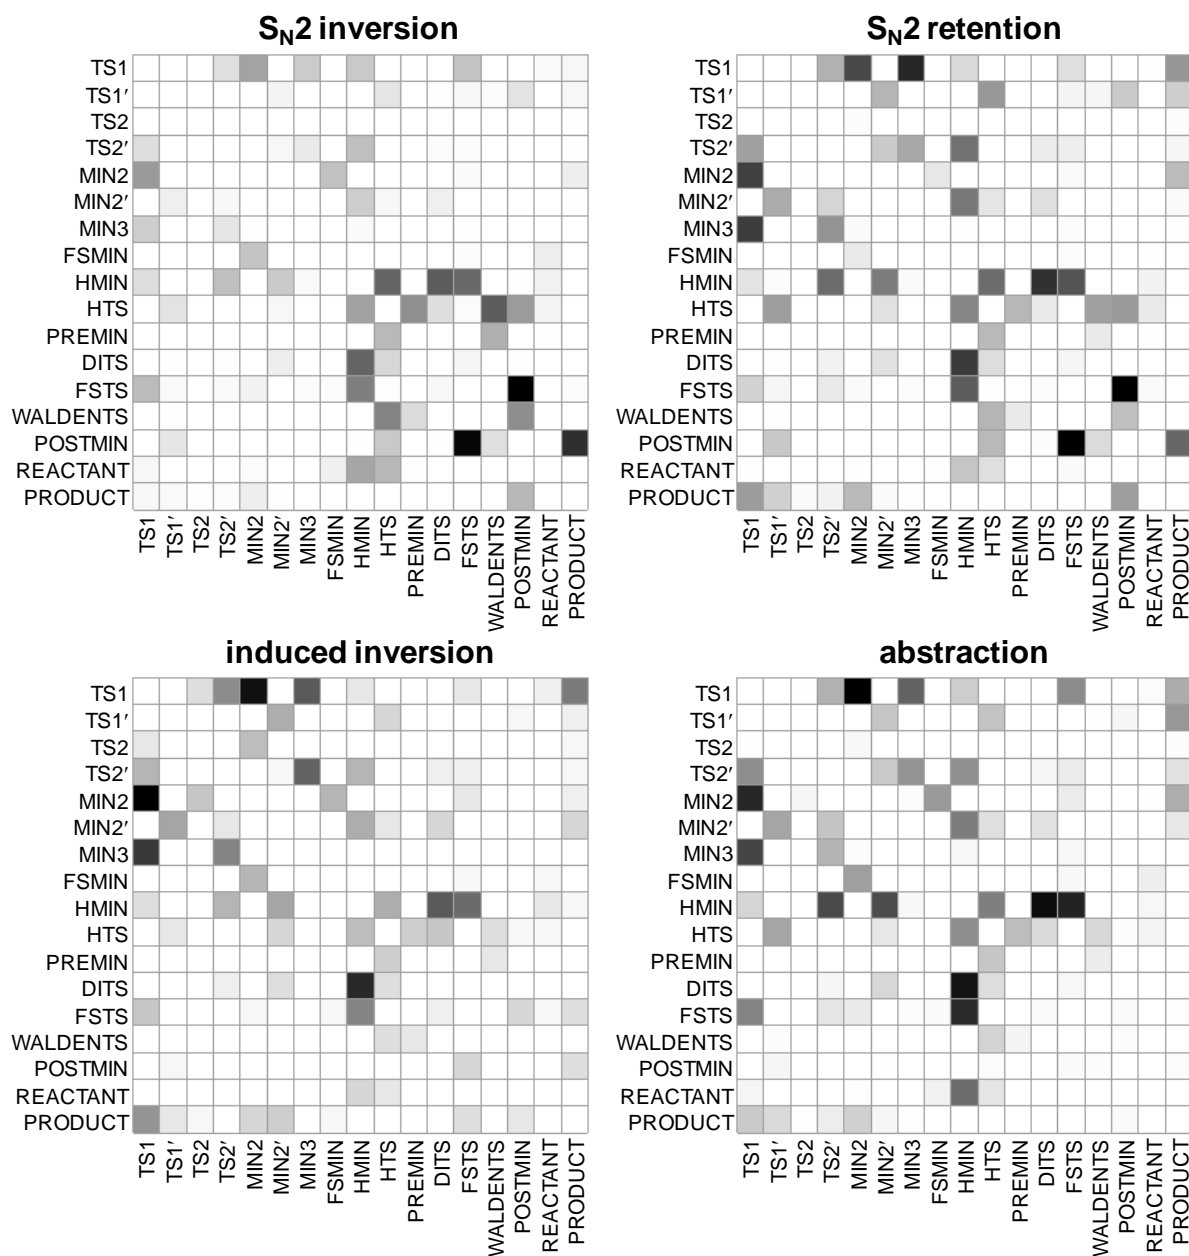 S_N2 inversion
TS1
TS1′
TS2
TS2′
MIN2
MIN2′
MIN3
FSMIN
HMIN
HTS
PREMIN
DITS
FSTS
WALDENTS
POSTMIN
REACTANT
PRODUCT
TS1
TS1′
TS2
TS2′
MIN2
MIN2′
MIN3
FSMIN
HMIN
HTS
PREMIN
DITS
FSTS
WALDENTS
POSTMIN
REACTANT
PRODUCT
S_N2 retention
TS1
TS1′
TS2
TS2′
MIN2
MIN2′
MIN3
FSMIN
HMIN
HTS
PREMIN
DITS
FSTS
WALDENTS
POSTMIN
REACTANT
PRODUCT
TS1
TS1′
TS2
TS2′
MIN2
MIN2′
MIN3
FSMIN
HMIN
HTS
PREMIN
DITS
FSTS
WALDENTS
POSTMIN
REACTANT
PRODUCT
induced inversion
TS1
TS1′
TS2
TS2′
MIN2
MIN2′
MIN3
FSMIN
HMIN
HTS
PREMIN
DITS
FSTS
WALDENTS
POSTMIN
REACTANT
PRODUCT
TS1
TS1′
TS2
TS2′
MIN2
MIN2′
MIN3
FSMIN
HMIN
HTS
PREMIN
DITS
FSTS
WALDENTS
POSTMIN
REACTANT
PRODUCT
abstraction
TS1
TS1′
TS2
TS2′
MIN2
MIN2′
MIN3
FSMIN
HMIN
HTS
PREMIN
DITS
FSTS
WALDENTS
POSTMIN
REACTANT
PRODUCT
TS1
TS1′
TS2
TS2′
MIN2
MIN2′
MIN3
FSMIN
HMIN
HTS
PREMIN
DITS
FSTS
WALDENTS
POSTMIN
REACTANT
PRODUCT